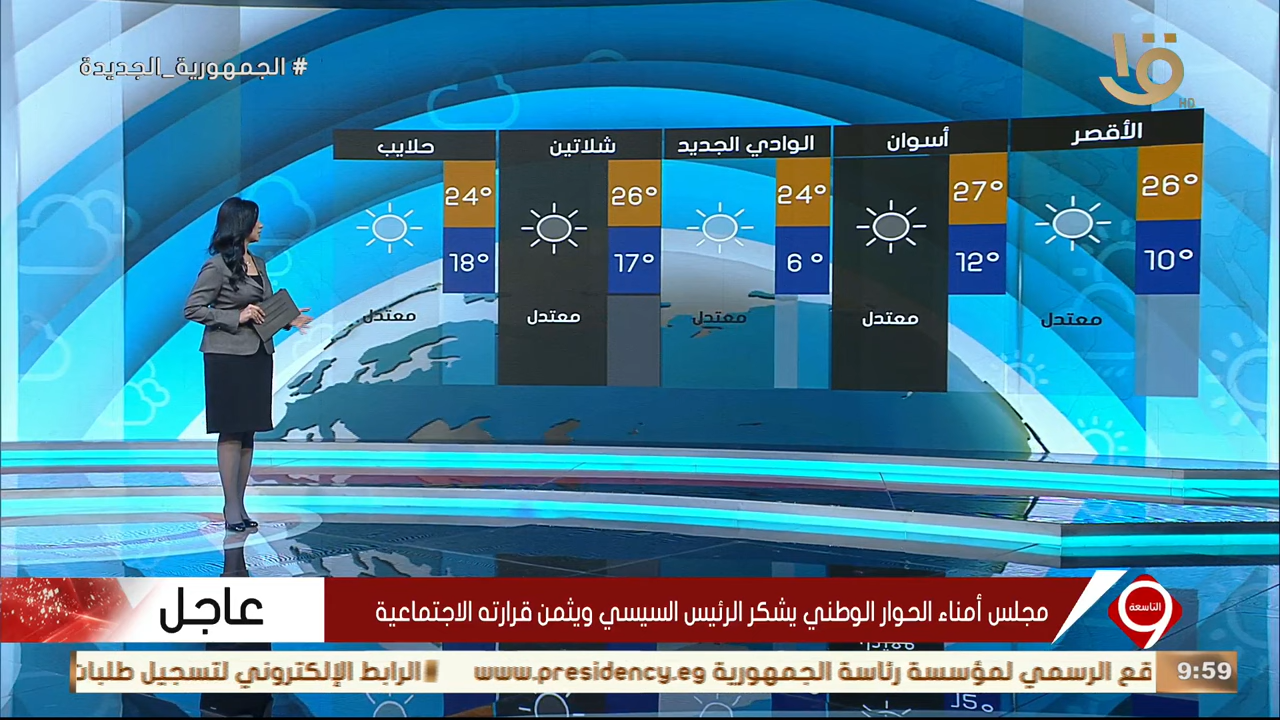 # الجمهورية_الجديدة
HD
الأقصر
26°
10°
معتدل
أسوان
27°
12°
معتدل
الوادي الجديد
24°
6°
معتدل
شلاتين
26°
17°
معتدل
حلايب
24°
18°
معتدل
التاسعة
9
مجلس أمناء الحوار الوطني يشكر الرئيس السيسي ويثمن قرارته الاجتماعية
عاجل
9:59
قع الرسمي لمؤسسة رئاسة الجمهورية www.presidency.eg
الرابط الإلكتروني لتسجيل طلبات